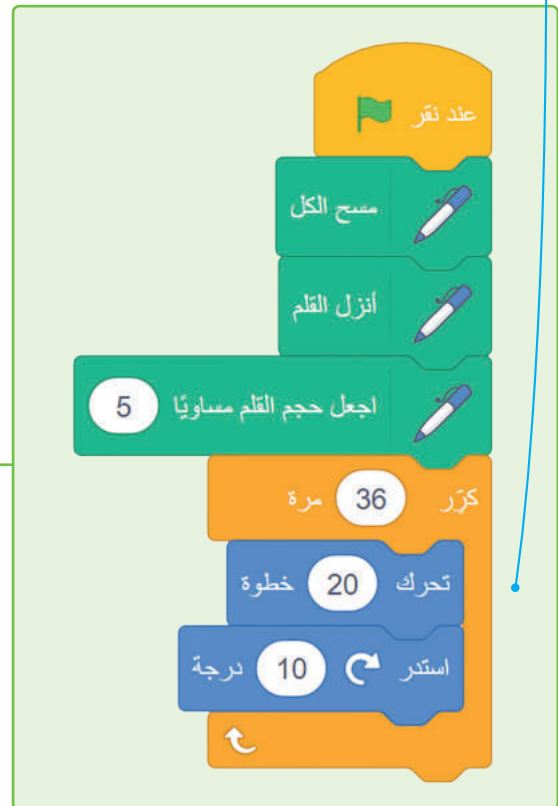 عند نقر
مسح الكل
أنزل القلم
اجعل حجم القلم مساويًا 5
كرّر 36 مرة
تحرك 20 خطوة
استدر 10 درجة